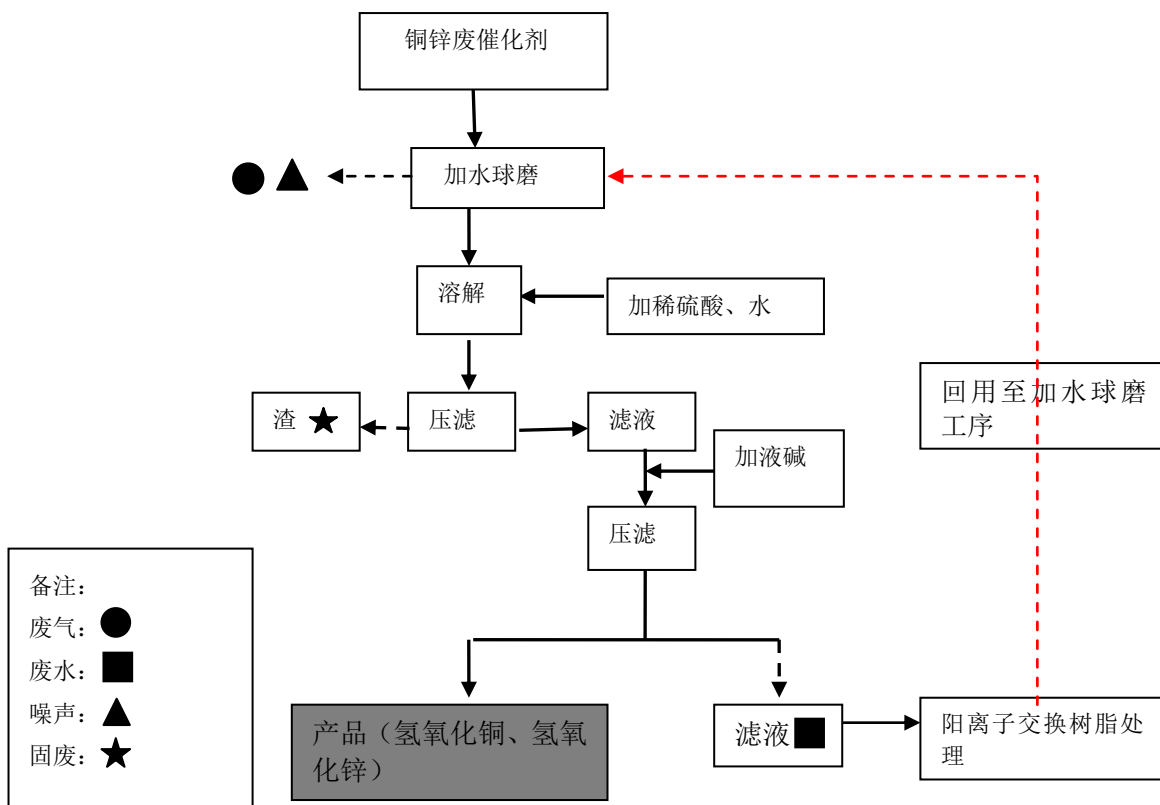 铜锌废催化剂
加水球磨
溶解
加稀硫酸、水
回用至加水球磨
工序
渣
压滤
滤液
加液碱
压滤
备注：
废气：
废水：
噪声：
固废：
产品（氢氧化铜、氢氧
化锌）
滤液
阳离子交换树脂处
理